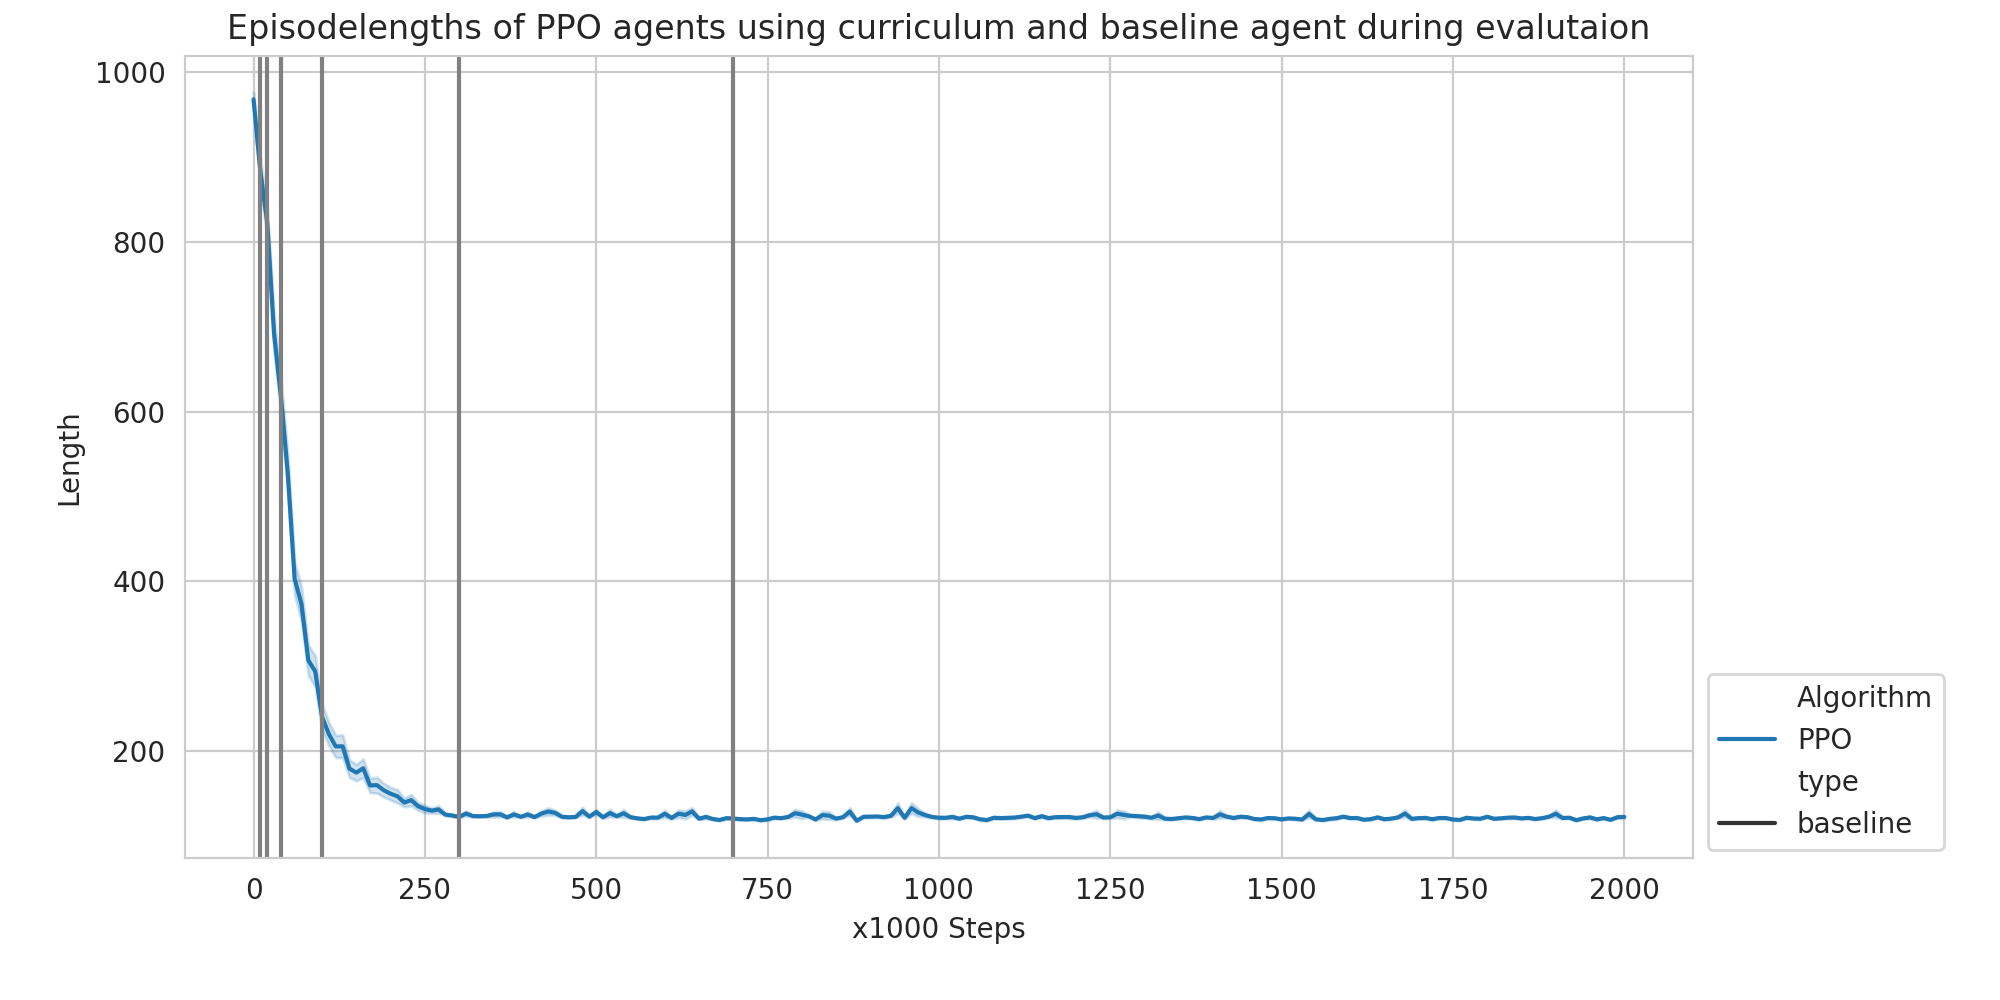 Episodelengths of PPO agents using curriculum and baseline agent during evalutaion
1000
800
600
400
200
Length
0 250 500 750 1000 1250 1500 1750 2000
x1000 Steps
Algorithm
PPO
type
baseline